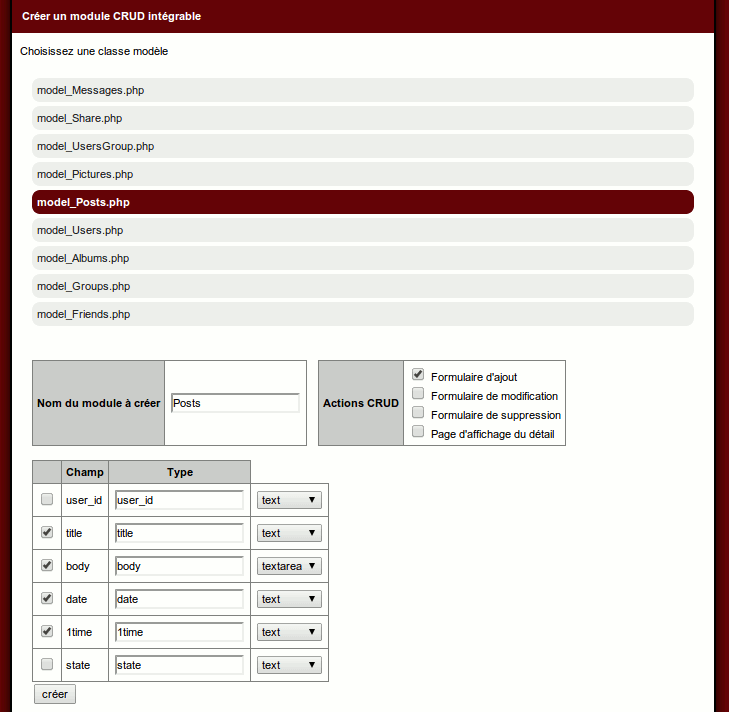 Créer un module CRUD intégrable
Choisissez une classe modèle
model_Messages.php
model_Share.php
model_UsersGroup.php
model_Pictures.php
model_Posts.php
model_Users.php
model_Albums.php
model_Groups.php
model_Friends.php
Nom du module à créer Posts
Actions CRUD
Formulaire d'ajout
Formulaire de modification
Formulaire de suppression
Page d'affichage du détail
Champ Type
user_id user_id text
title title text
body body textarea
date date text
1time 1time text
state state text
créer